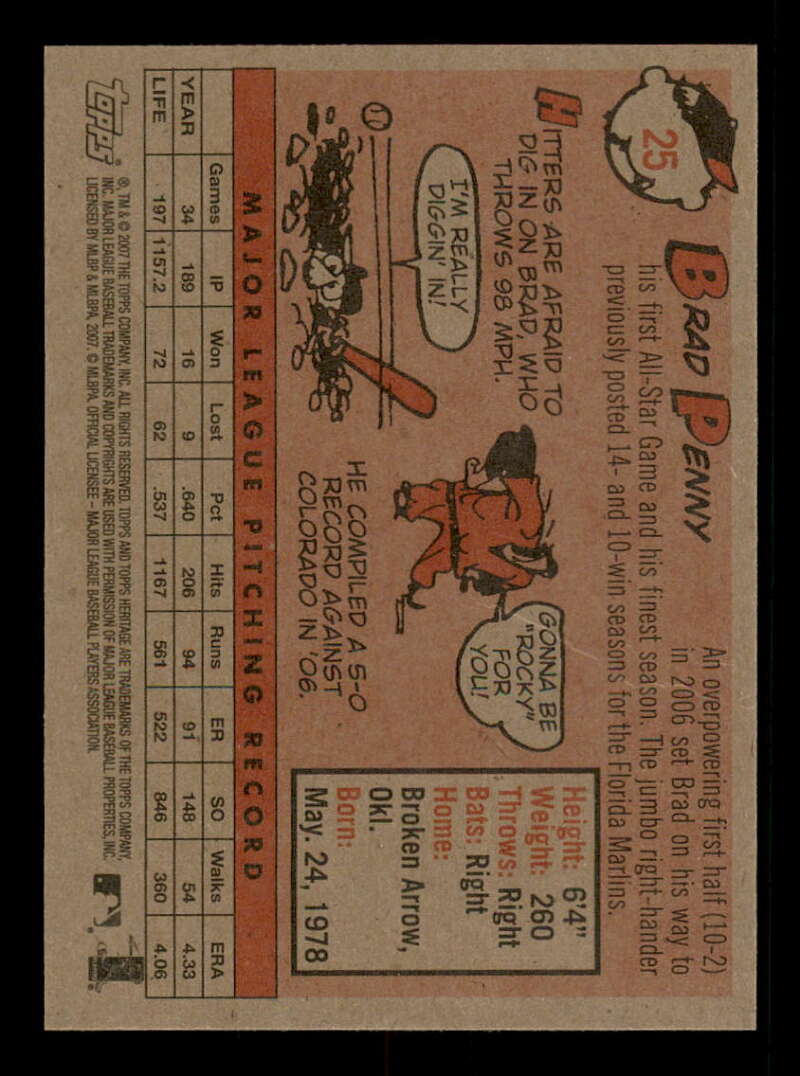 25
BRAD PENNY
An overpowering first half (10-2)
in 2006 set Brad on his way to
his first All-Star Game and his finest season. The jumbo right-hander
previously posted 14- and 10-win seasons for the Florida Marlins.
HITTERS ARE AFRAID TO
DIG IN ON BRAD, WHO
THROWS 98 MPH.
I'M REALLY
DIGGIN' IN!
GONNA BE
"ROCKY"
FOR
YOU!
HE COMPILED A 5-0
RECORD AGAINST
COLORADO IN '06.
Height: 6'4"
Weight: 260
Throws: Right
Bats: Right
Home:
Broken Arrow,
Okl.
Born:
May. 24, 1978
MAJOR LEAGUE PITCHING RECORD
Games IP Won Lost Pct Hits Runs ER SO Walks ERA
YEAR 34 189 16 9 .640 206 94 91 148 54 4.33
LIFE 197 1157.2 72 62 .537 1167 561 522 846 360 4.06
TOPPS
®, TM & © 2007 THE TOPPS COMPANY, INC. ALL RIGHTS RESERVED. TOPPS AND TOPPS HERITAGE ARE TRADEMARKS OF THE TOPPS COMPANY,
INC. MAJOR LEAGUE BASEBALL TRADEMARKS AND COPYRIGHTS ARE USED WITH PERMISSION OF MAJOR LEAGUE BASEBALL PROPERTIES, INC.
LICENSED BY MLBP & MLBPA, 2007. © MLBPA, OFFICIAL LICENSEE – MAJOR LEAGUE BASEBALL PLAYERS ASSOCIATION.